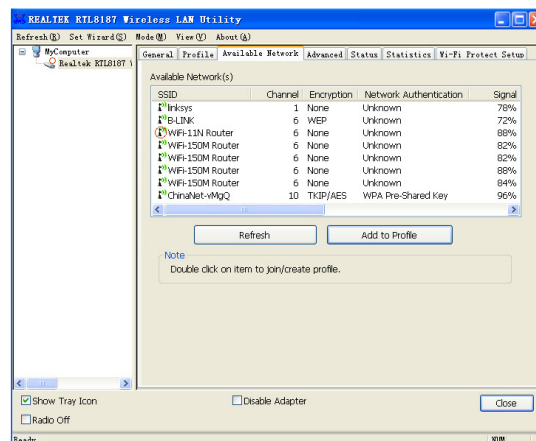 REALTEK RTL8187 Wireless LAN Utility
Refresh(R) Set Wizard(S) Mode(M) View(V) About(A)
MyComputer
Realtek RTL8187
General Profile Available Network Advanced Status Statistics Wi-Fi Protect Setup
Available Network(s)
SSID Channel Encryption Network Authentication Signal
linksys 1 None Unknown 78%
B-LINK 6 WEP Unknown 72%
WiFi-11N Router 6 None Unknown 88%
WiFi-150M Router 6 None Unknown 82%
WiFi-150M Router 6 None Unknown 82%
WiFi-150M Router 6 None Unknown 88%
WiFi-150M Router 6 None Unknown 84%
ChinaNet-vMgQ 10 TKIP/AES WPA Pre-Shared Key 96%
Refresh Add to Profile
Note
Double click on item to join/create profile.
Show Tray Icon Disable Adapter Close
Radio Off
Ready NUM